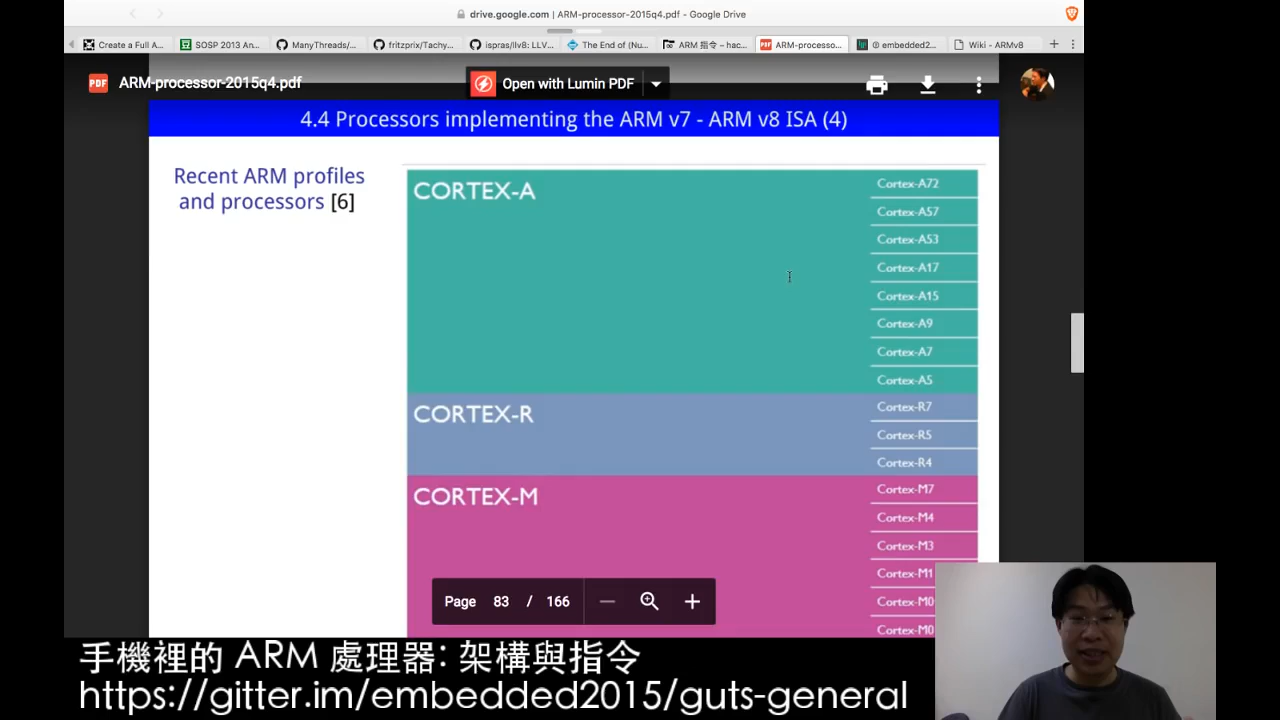 drive.google.com | ARM-processor-2015q4.pdf - Google Drive
Create a Full A...
SOSP 2013 An...
ManyThreads/...
fritzprix/Tachy...
ispras/llv8: LLV...
The End of (Nu...
ARM 指令 – hac...
ARM-processo...
embedded2...
Wiki - ARMv8
PDF
ARM-processor-2015q4.pdf
Open with Lumin PDF
4.4 Processors implementing the ARM v7 - ARM v8 ISA (4)
Recent ARM profiles
and processors [6]
CORTEX-A
Cortex-A72
Cortex-A57
Cortex-A53
Cortex-A17
Cortex-A15
Cortex-A9
Cortex-A7
Cortex-A5
CORTEX-R
Cortex-R7
Cortex-R5
Cortex-R4
CORTEX-M
Cortex-M7
Cortex-M4
Cortex-M3
Cortex-M1
Cortex-M0
Cortex-M0
Page 83 / 166
手機裡的 ARM 處理器: 架構與指令
https://gitter.im/embedded2015/guts-general